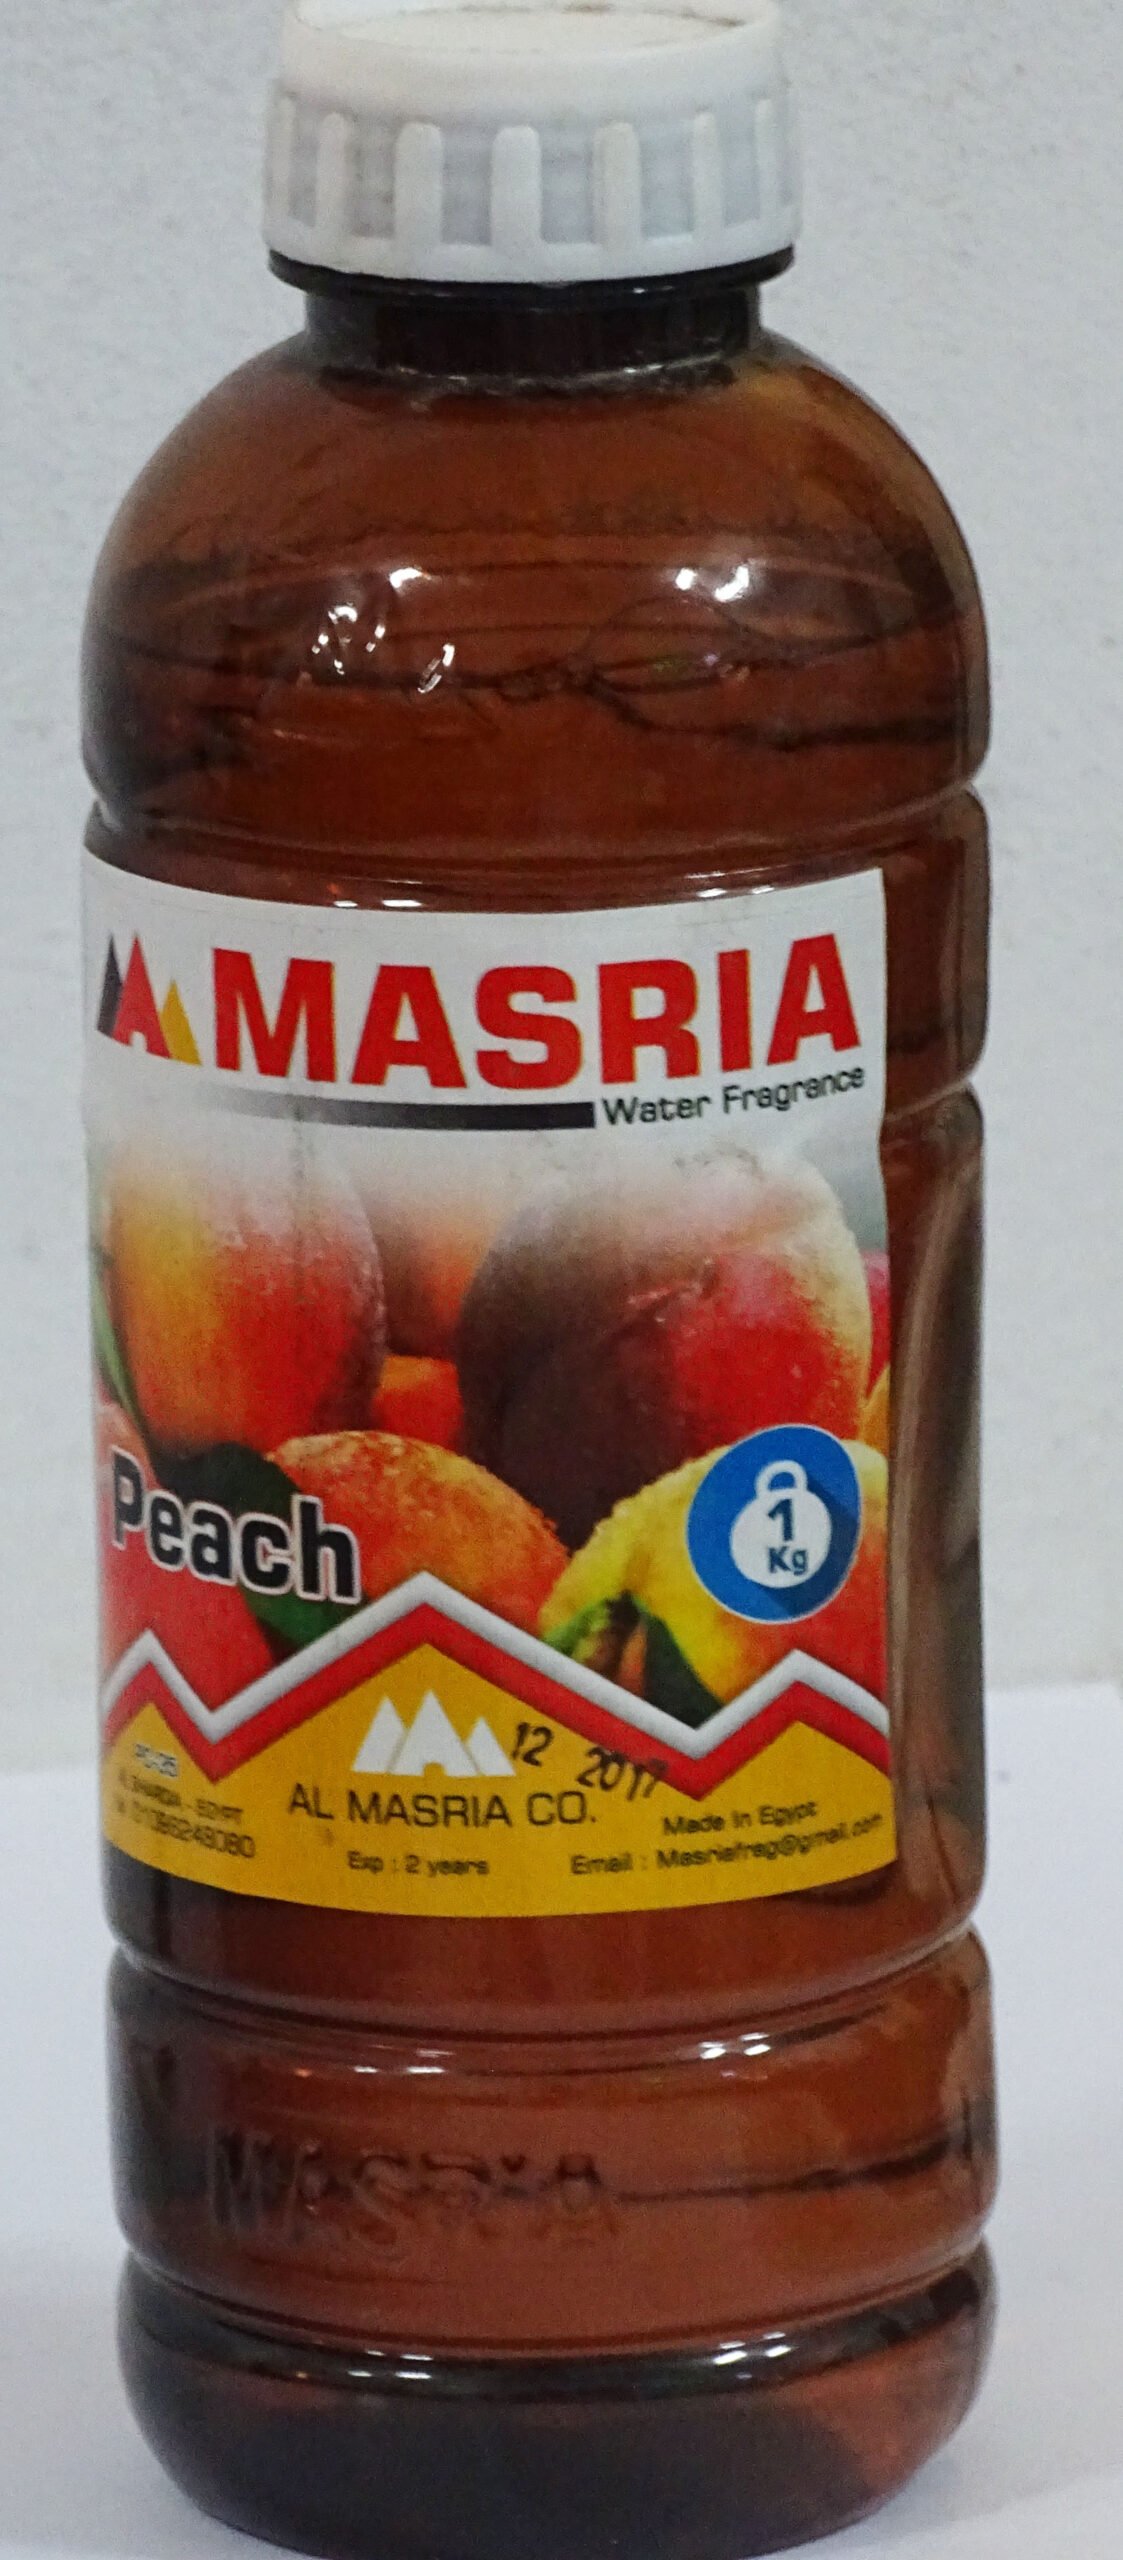 MASRIA
Water Fragrance
Peach
1
Kg
12 2017
AL MASRIA CO.
EGYPT
Made In Egypt
Exp : 2 years
Email : Masriafrag@gmail.com
MASRIA